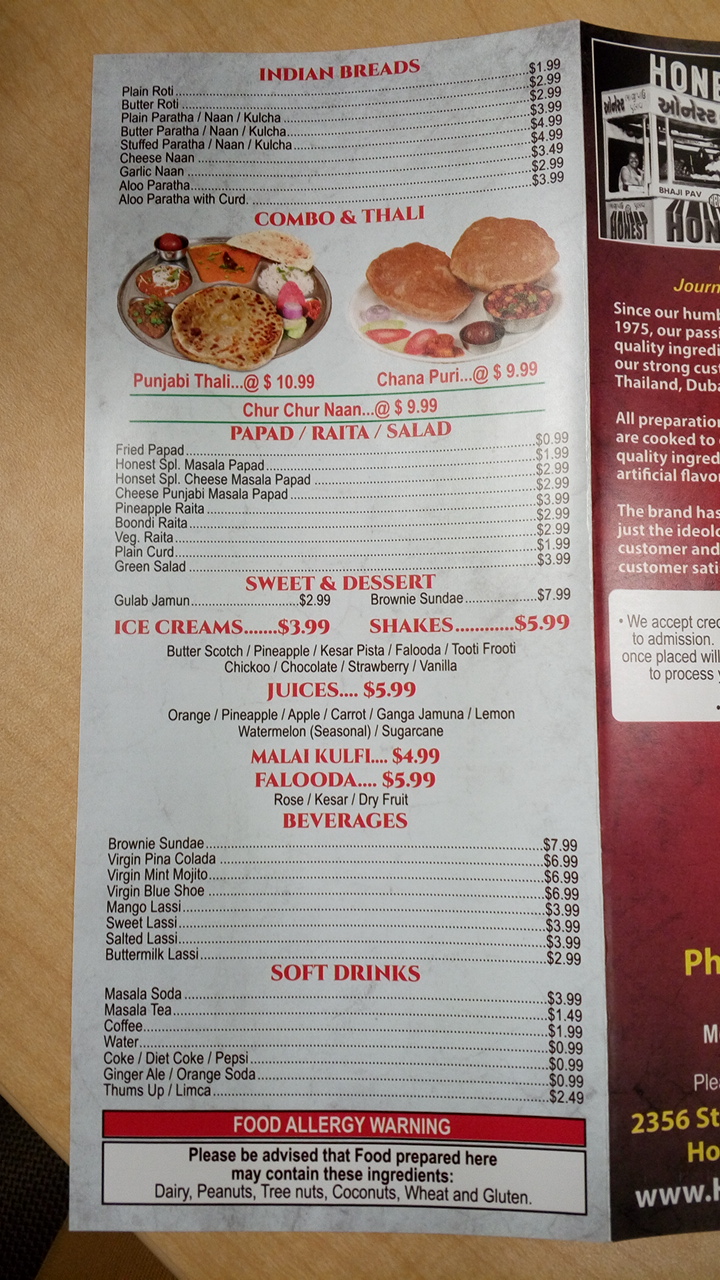 INDIAN BREADS
Plain Roti $1.99
Butter Roti $2.99
Plain Paratha / Naan / Kulcha $2.99
Butter Paratha / Naan / Kulcha $3.99
Stuffed Paratha / Naan / Kulcha $4.99
Cheese Naan $4.99
Garlic Naan $3.49
Aloo Paratha $2.99
Aloo Paratha with Curd. $3.99
COMBO & THALI
Punjabi Thali...@ $ 10.99
Chana Puri...@ $ 9.99
Chur Chur Naan...@ $ 9.99
PAPAD / RAITA / SALAD
Fried Papad $0.99
Honest Spl. Masala Papad $1.99
Honset Spl. Cheese Masala Papad $2.99
Cheese Punjabi Masala Papad $2.99
Pineapple Raita $3.99
Boondi Raita $2.99
Veg. Raita $2.99
Plain Curd $1.99
Green Salad $3.99
SWEET & DESSERT
Gulab Jamun $2.99 Brownie Sundae $7.99
ICE CREAMS.......$3.99 SHAKES............$5.99
Butter Scotch / Pineapple / Kesar Pista / Falooda / Tooti Frooti
Chickoo / Chocolate / Strawberry / Vanilla
JUICES.... $5.99
Orange / Pineapple / Apple / Carrot / Ganga Jamuna / Lemon
Watermelon (Seasonal) / Sugarcane
MALAI KULFI.... $4.99
FALOODA.... $5.99
Rose / Kesar / Dry Fruit
BEVERAGES
Brownie Sundae $7.99
Virgin Pina Colada $6.99
Virgin Mint Mojito $6.99
Virgin Blue Shoe $6.99
Mango Lassi $3.99
Sweet Lassi $3.99
Salted Lassi $3.99
Buttermilk Lassi $2.99
SOFT DRINKS
Masala Soda $3.99
Masala Tea $1.49
Coffee $1.99
Water $0.99
Coke / Diet Coke / Pepsi $0.99
Ginger Ale / Orange Soda $0.99
Thums Up / Limca $2.49
FOOD ALLERGY WARNING
Please be advised that Food prepared here
may contain these ingredients:
Dairy, Peanuts, Tree nuts, Coconuts, Wheat and Gluten.
HONE
ઓનેસ્ટ
ઓનેસ્ટ
BHAJI PAV
HONEST
HON
Journ
Since our humb
1975, our passi
quality ingredi
our strong cust
Thailand, Duba
All preparation
are cooked to
quality ingred
artificial flavor
The brand has
just the ideolo
customer and
customer sati
• We accept cred
to admission.
once placed will
to process y
Ph
M
Plea
2356 St
Ho
www.H